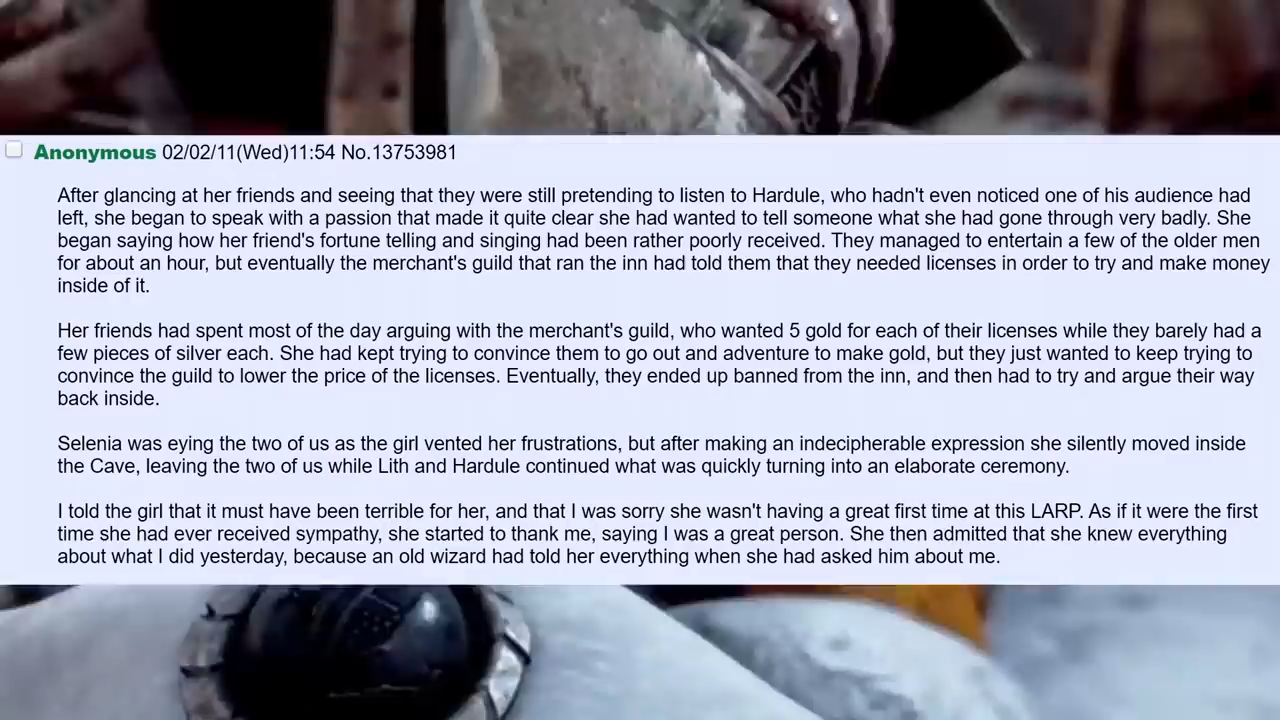 Anonymous 02/02/11(Wed)11:54 No.13753981
After glancing at her friends and seeing that they were still pretending to listen to Hardule, who hadn't even noticed one of his audience had
left, she began to speak with a passion that made it quite clear she had wanted to tell someone what she had gone through very badly. She
began saying how her friend's fortune telling and singing had been rather poorly received. They managed to entertain a few of the older men
for about an hour, but eventually the merchant's guild that ran the inn had told them that they needed licenses in order to try and make money
inside of it.
Her friends had spent most of the day arguing with the merchant's guild, who wanted 5 gold for each of their licenses while they barely had a
few pieces of silver each. She had kept trying to convince them to go out and adventure to make gold, but they just wanted to keep trying to
convince the guild to lower the price of the licenses. Eventually, they ended up banned from the inn, and then had to try and argue their way
back inside.
Selenia was eying the two of us as the girl vented her frustrations, but after making an indecipherable expression she silently moved inside
the Cave, leaving the two of us while Lith and Hardule continued what was quickly turning into an elaborate ceremony.
I told the girl that it must have been terrible for her, and that I was sorry she wasn't having a great first time at this LARP. As if it were the first
time she had ever received sympathy, she started to thank me, saying I was a great person. She then admitted that she knew everything
about what I did yesterday, because an old wizard had told her everything when she had asked him about me.